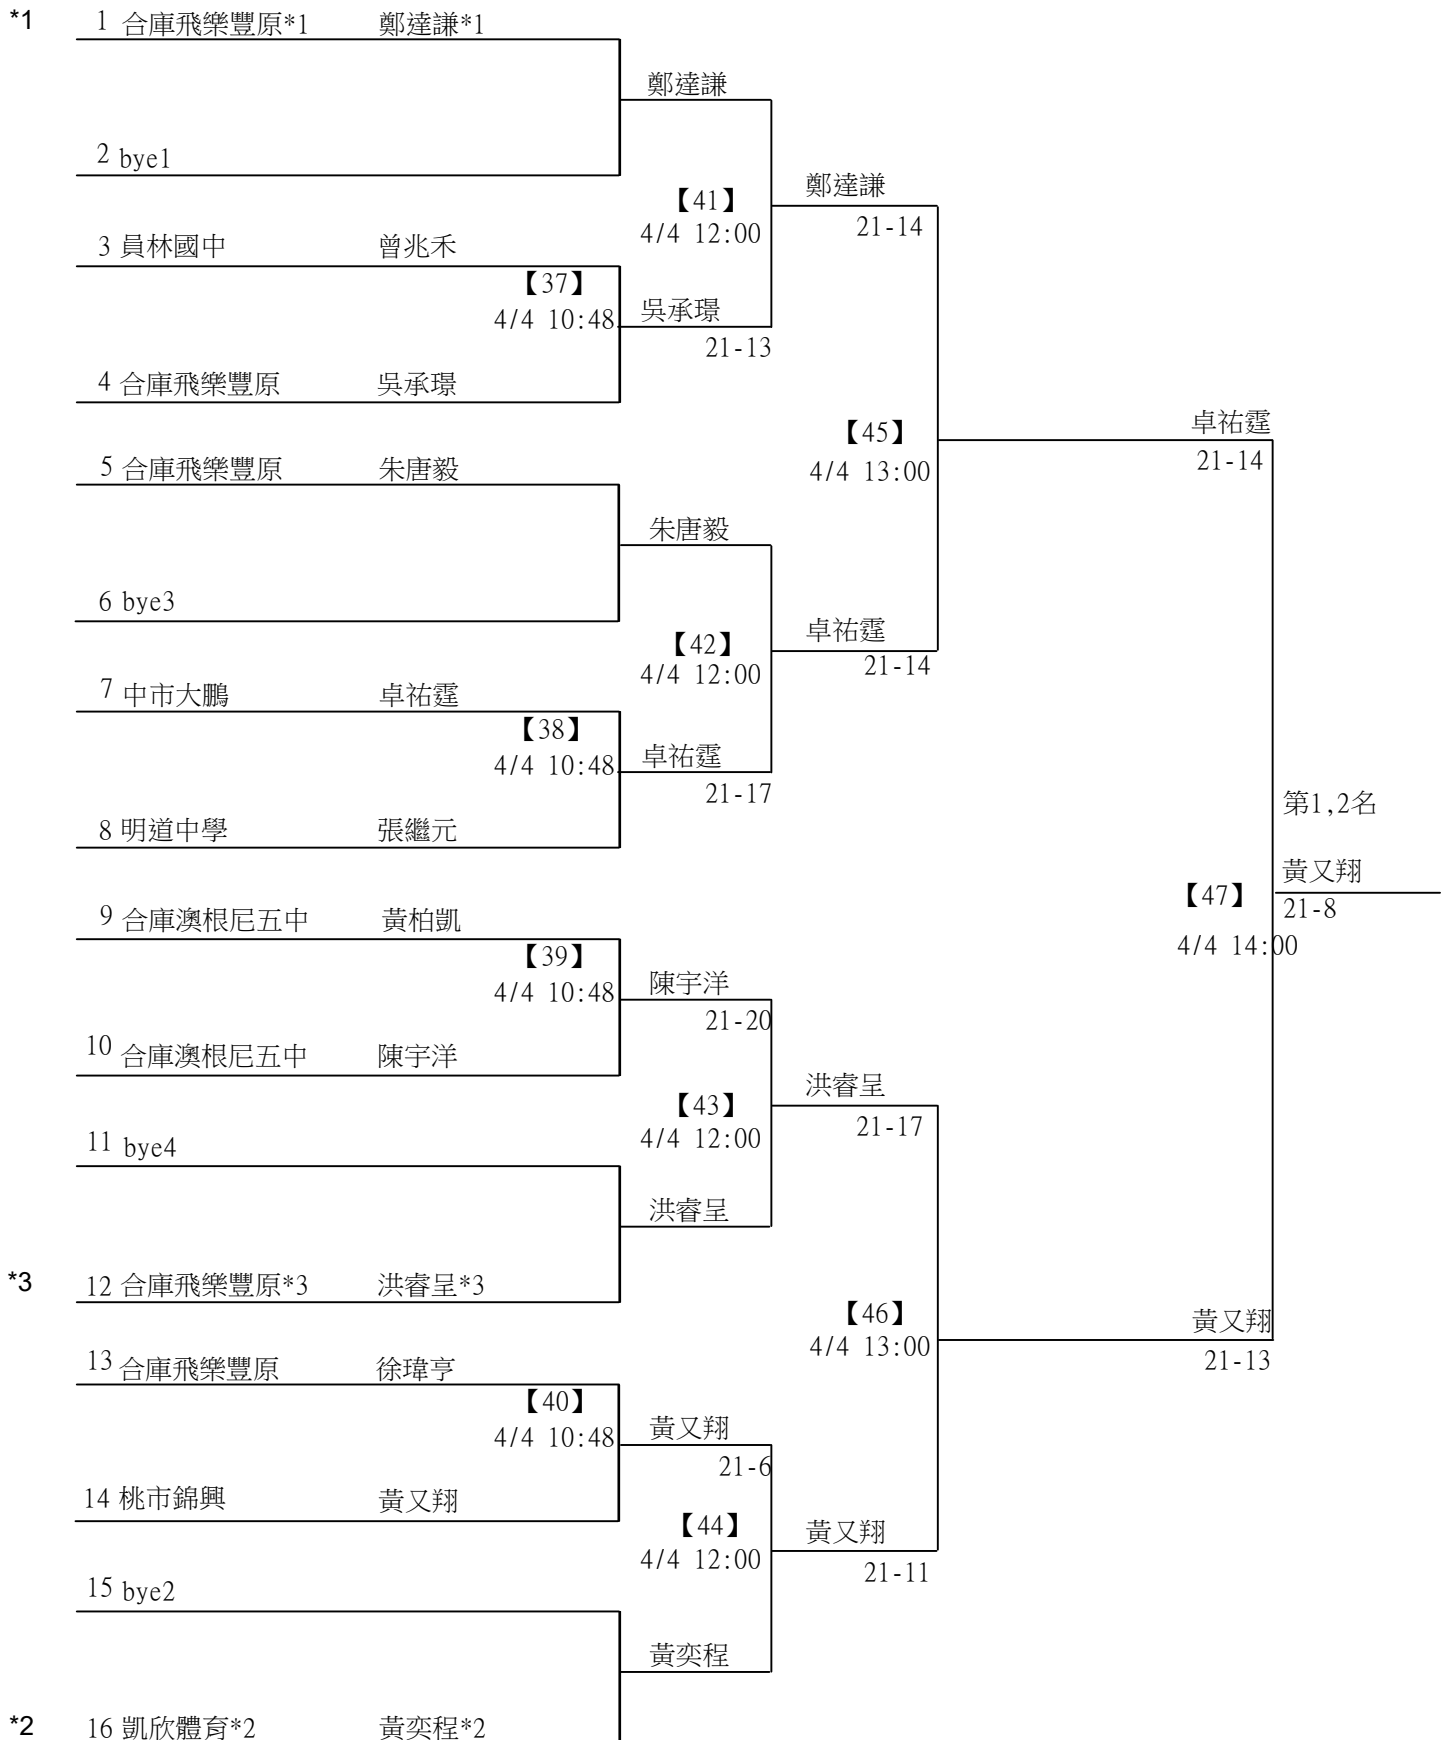 *1 1 合庫飛樂豐原*1 鄭達謙*1
鄭達謙
2 bye1
鄭達謙
【41】
21-14
4/4 12:00
3 員林國中 曾兆禾
【37】
4/4 10:48
吳承璟
21-13
4 合庫飛樂豐原 吳承璟
卓祐霆
【45】
21-14
4/4 13:00
5 合庫飛樂豐原 朱唐毅
朱唐毅
6 bye3
卓祐霆
【42】
21-14
4/4 12:00
7 中市大鵬 卓祐霆
【38】
4/4 10:48
卓祐霆
21-17
8 明道中學 張繼元
第1,2名
黃又翔
【47】
21-8
4/4 14:00
9 合庫澳根尼五中 黃柏凱
【39】
4/4 10:48
陳宇洋
21-20
10 合庫澳根尼五中 陳宇洋
洪睿呈
【43】
21-17
4/4 12:00
11 bye4
洪睿呈
*3 12 合庫飛樂豐原*3 洪睿呈*3
【46】
4/4 13:00
黃又翔
21-13
13 合庫飛樂豐原 徐瑋亨
【40】
4/4 10:48
黃又翔
21-6
14 桃市錦興 黃又翔
【44】
4/4 12:00
黃又翔
21-11
15 bye2
黃奕程
*2 16 凱欣體育*2 黃奕程*2